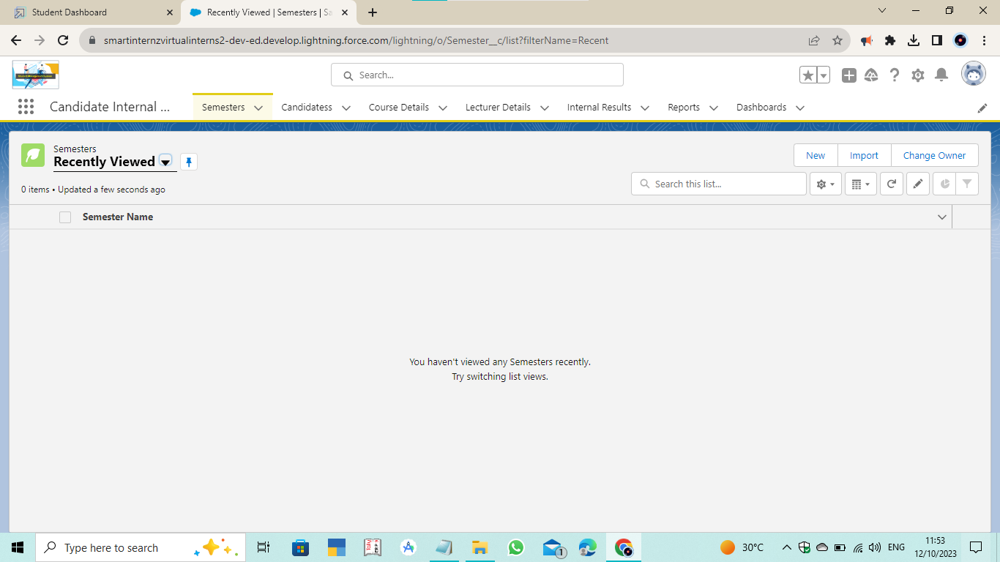 Student Dashboard
Recently Viewed | Semesters | Sa
smartinternzvirtualinterns2-dev-ed.develop.lightning.force.com/lightning/o/Semester__c/list?filterName=Recent
Search...
Candidate Internal ...
Semesters
Candidatess
Course Details
Lecturer Details
Internal Results
Reports
Dashboards
Semesters
Recently Viewed
New
Import
Change Owner
0 items • Updated a few seconds ago
Search this list...
Semester Name
You haven't viewed any Semesters recently.
Try switching list views.
Type here to search
1
30°C
ENG
11:53
12/10/2023